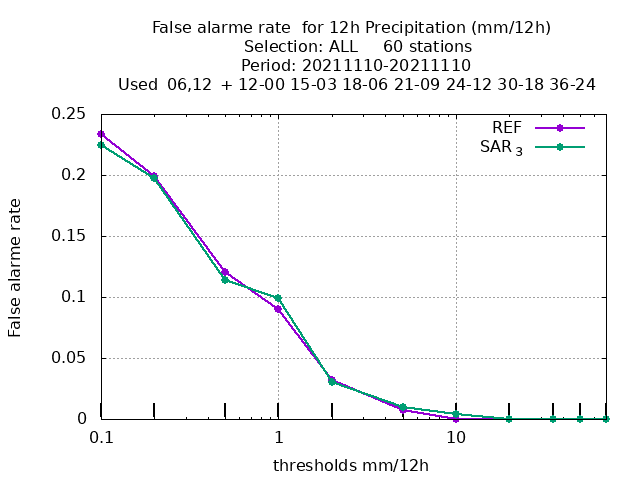 False alarme rate  for 12h Precipitation (mm/12h)
Selection: ALL     60 stations
Period: 20211110-20211110
Used  06,12  + 12-00 15-03 18-06 21-09 24-12 30-18 36-24
REF
SAR 3
0.25
0.2
0.15
0.1
0.05
0
False alarme rate
0.1 1 10
thresholds mm/12h